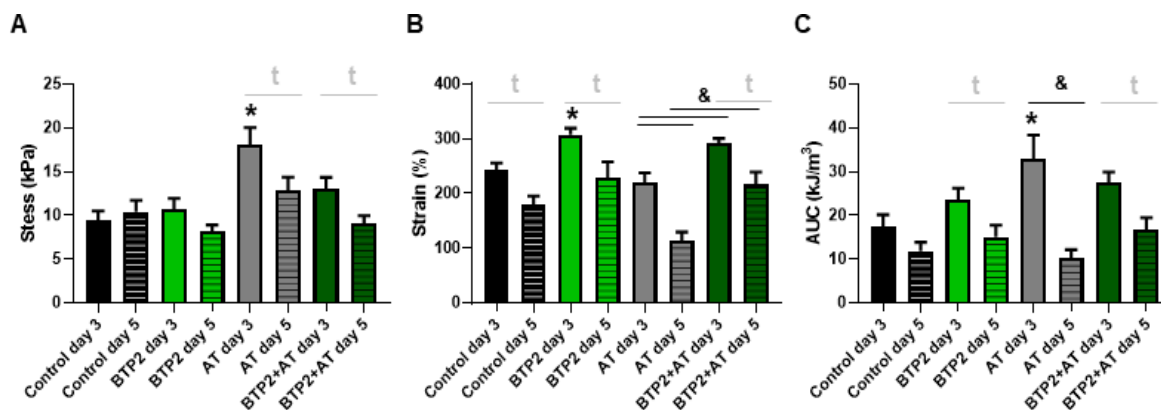 A
Stess (kPa)
25
20
15
10
5
0
t
t
*
Control day 3
Control day 5
BTP2 day 3
BTP2 day 5
AT day 3
AT day 5
BTP2+AT day 3
BTP2+AT day 5
B
Strain (%)
400
300
200
100
0
t
t
t
&
*
Control day 3
Control day 5
BTP2 day 3
BTP2 day 5
AT day 3
AT day 5
BTP2+AT day 3
BTP2+AT day 5
C
AUC (kJ/m³)
50
40
30
20
10
0
t
&
t
*
Control day 3
Control day 5
BTP2 day 3
BTP2 day 5
AT day 3
AT day 5
BTP2+AT day 3
BTP2+AT day 5